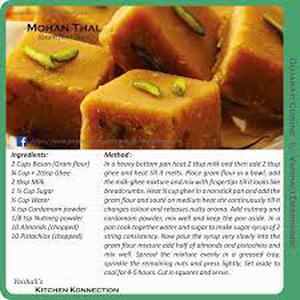 MOHAN THAL
(Gram flour fudge)
Ingredients:
2 Cups Besan (Gram flour)
¾ Cup + 2tbsp Ghee
2 tbsp Milk
1 ½ Cup Sugar
½ Cup Water
½ tsp Cardamom powder
1/8 tsp Nutmeg powder
10 Almonds (chopped)
10 Pistachios (chopped)
Method:
In a heavy bottom pan heat 2 tbsp milk and then add 2 tbsp
ghee and heat till it melts. Place gram flour in a bowl, add
the milk-ghee mixture and mix with fingertips till it looks like
breadcrumbs. Heat ¾ cup ghee in a nonstick pan and add the
gram flour and sauté on medium heat stir continuously till it
changes colour and releases nutty aroma. Add nutmeg and
cardamom powder, mix well and keep the pan aside. In a
pan cook together water and sugar to make sugar syrup of 2
string consistency. Now pour the syrup slowly into the
gram flour mixture add half of almonds and pistachios and
mix well. Spread the mixture evenly in a greased tray,
sprinkle the remaining nuts and press lightly. Set aside to
cool for 4-5 hours. Cut in squares and serve.
Vaishali's
KITCHEN KONNECTION